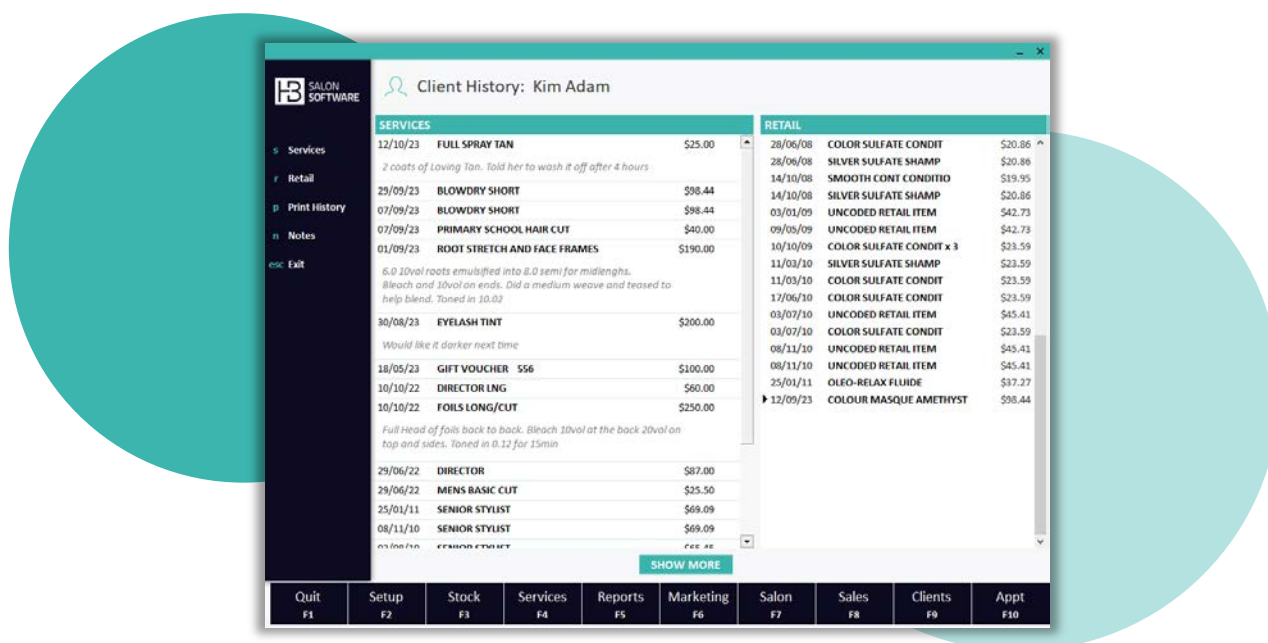 HB SALON
SOFTWARE
Client History: Kim Adam
s Services
r Retail
p Print History
n Notes
esc Exit
SERVICES
12/10/23 FULL SPRAY TAN $25.00
2 coats of Loving Tan. Told her to wash it off after 4 hours
29/09/23 BLOWDRY SHORT $98.44
07/09/23 BLOWDRY SHORT $98.44
07/09/23 PRIMARY SCHOOL HAIR CUT $40.00
01/09/23 ROOT STRETCH AND FACE FRAMES $190.00
6.0 10vol roots emulsified into 8.0 semi for midlenghs.
Bleach and 10vol on ends. Did a medium weave and teased to
help blend. Toned in 10.02
30/08/23 EYELASH TINT $200.00
Would like it darker next time
18/05/23 GIFT VOUCHER 556 $100.00
10/10/22 DIRECTOR LNG $60.00
10/10/22 FOILS LONG/CUT $250.00
Full Head of foils back to back. Bleach 10vol at the back 20vol on
top and sides. Toned in 0.12 for 15min
29/06/22 DIRECTOR $87.00
29/06/22 MENS BASIC CUT $25.50
25/01/11 SENIOR STYLIST $69.09
08/11/10 SENIOR STYLIST $69.09
SENIOR STYLIST
RETAIL
28/06/08 COLOR SULFATE CONDIT $20.86
28/06/08 SILVER SULFATE SHAMP $20.86
14/10/08 SMOOTH CONT CONDITIO $19.95
14/10/08 SILVER SULFATE SHAMP $20.86
03/01/09 UNCODED RETAIL ITEM $42.73
09/05/09 UNCODED RETAIL ITEM $42.73
10/10/09 COLOR SULFATE CONDIT x 3 $23.59
11/03/10 SILVER SULFATE SHAMP $23.59
11/03/10 COLOR SULFATE CONDIT $23.59
17/06/10 COLOR SULFATE CONDIT $23.59
03/07/10 UNCODED RETAIL ITEM $45.41
03/07/10 COLOR SULFATE CONDIT $23.59
08/11/10 UNCODED RETAIL ITEM $45.41
08/11/10 UNCODED RETAIL ITEM $45.41
25/01/11 OLEO-RELAX FLUIDE $37.27
12/09/23 COLOUR MASQUE AMETHYST $98.44
SHOW MORE
Quit Setup Stock Services Reports Marketing Salon Sales Clients Appt
F1 F2 F3 F4 F5 F6 F7 F8 F9 F10